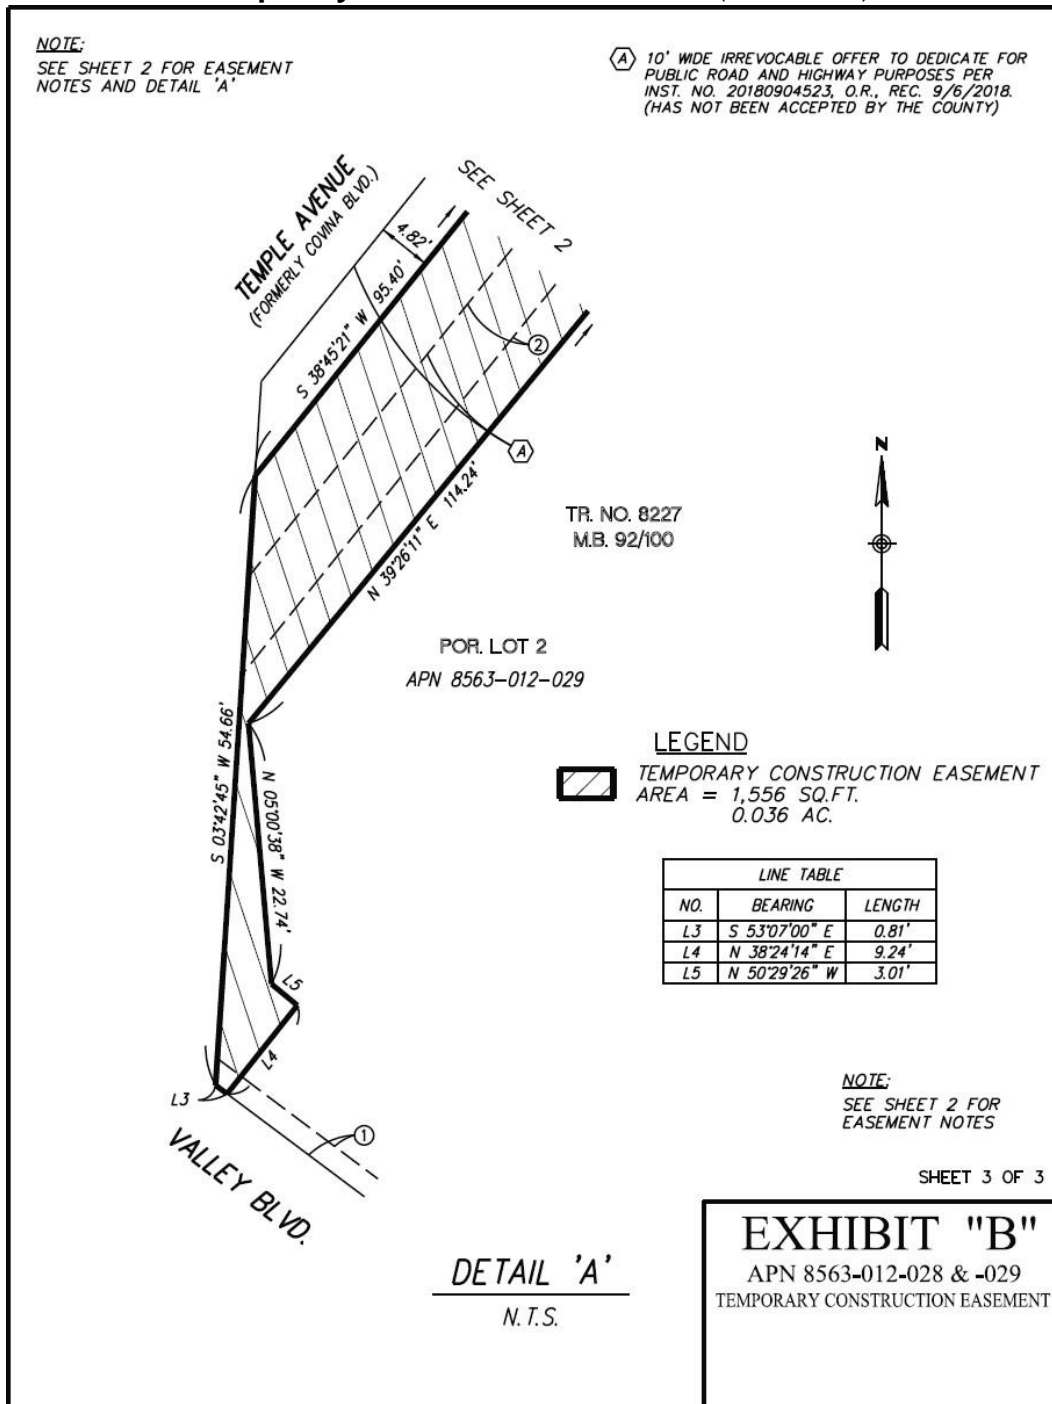 NOTE:
SEE SHEET 2 FOR EASEMENT
NOTES AND DETAIL 'A'
A
10' WIDE IRREVOCABLE OFFER TO DEDICATE FOR
PUBLIC ROAD AND HIGHWAY PURPOSES PER
INST. NO. 20180904523, O.R., REC. 9/6/2018.
(HAS NOT BEEN ACCEPTED BY THE COUNTY)
TEMPLE AVENUE
(FORMERLY COVINA BLVD.)
SEE SHEET 2
4.82'
S 38°45'21" W 95.40'
2
A
N 39°26'11" E 114.24'
TR. NO. 8227
M.B. 92/100
N
POR. LOT 2
APN 8563-012-029
S 03°42'45" W 54.66'
N 05°00'38" W 22.74'
LEGEND
TEMPORARY CONSTRUCTION EASEMENT
AREA = 1,556 SQ.FT.
0.036 AC.
LINE TABLE
NO. BEARING LENGTH
L3 S 53°07'00" E 0.81'
L4 N 38°24'14" E 9.24'
L5 N 50°29'26" W 3.01'
L5
L4
L3
1
VALLEY BLVD.
NOTE:
SEE SHEET 2 FOR
EASEMENT NOTES
SHEET 3 OF 3
DETAIL 'A'
N.T.S.
EXHIBIT "B"
APN 8563-012-028 & -029
TEMPORARY CONSTRUCTION EASEMENT